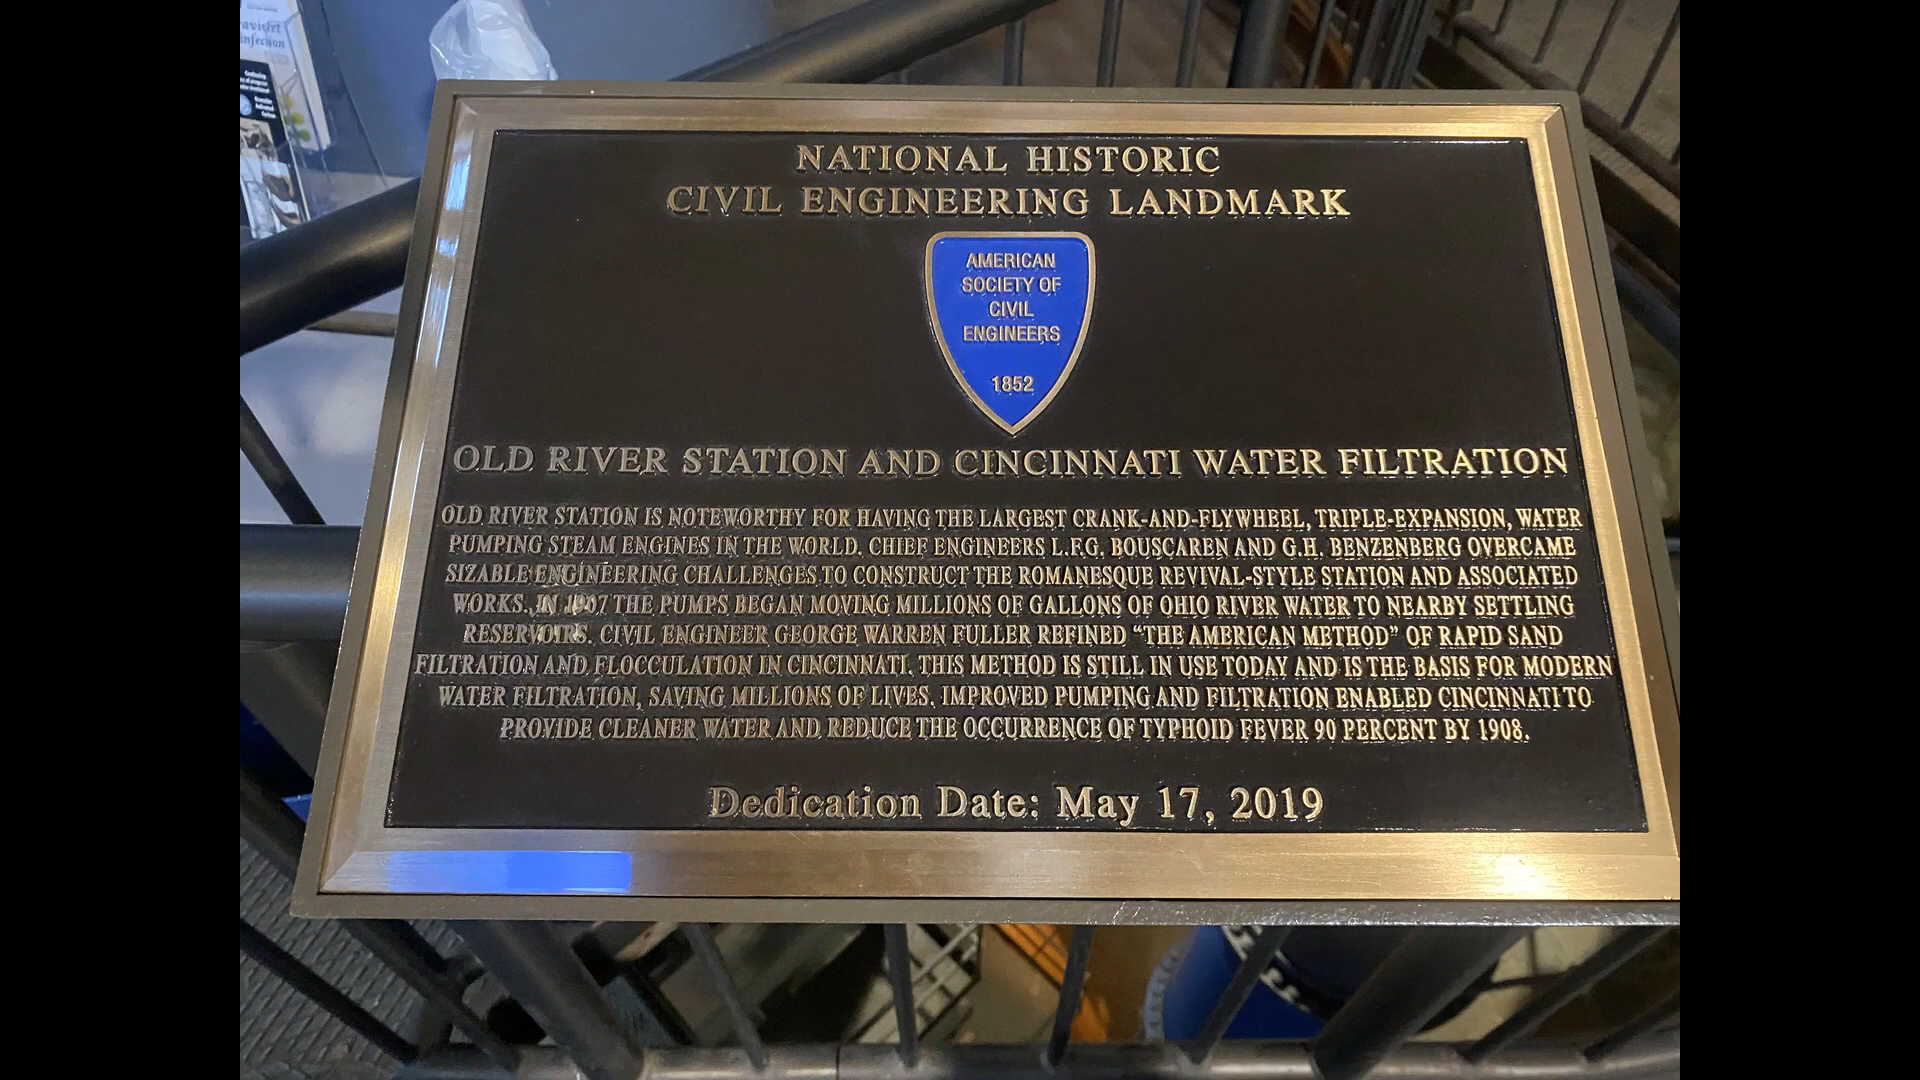 NATIONAL HISTORIC
CIVIL ENGINEERING LANDMARK
AMERICAN
SOCIETY OF
CIVIL
ENGINEERS
1852
OLD RIVER STATION AND CINCINNATI WATER FILTRATION
OLD RIVER STATION IS NOTEWORTHY FOR HAVING THE LARGEST CRANK-AND-FLYWHEEL, TRIPLE-EXPANSION, WATER
PUMPING STEAM ENGINES IN THE WORLD. CHIEF ENGINEERS L.F.G. BOUSCAREN AND G.H. BENZENBERG OVERCAME
SIZABLE ENGINEERING CHALLENGES TO CONSTRUCT THE ROMANESQUE REVIVAL-STYLE STATION AND ASSOCIATED
WORKS. IN 1907 THE PUMPS BEGAN MOVING MILLIONS OF GALLONS OF OHIO RIVER WATER TO NEARBY SETTLING
RESERVOIRS. CIVIL ENGINEER GEORGE WARREN FULLER REFINED “THE AMERICAN METHOD” OF RAPID SAND
FILTRATION AND FLOCCULATION IN CINCINNATI. THIS METHOD IS STILL IN USE TODAY AND IS THE BASIS FOR MODERN
WATER FILTRATION, SAVING MILLIONS OF LIVES. IMPROVED PUMPING AND FILTRATION ENABLED CINCINNATI TO
PROVIDE CLEANER WATER AND REDUCE THE OCCURRENCE OF TYPHOID FEVER 90 PERCENT BY 1908.
Dedication Date: May 17, 2019